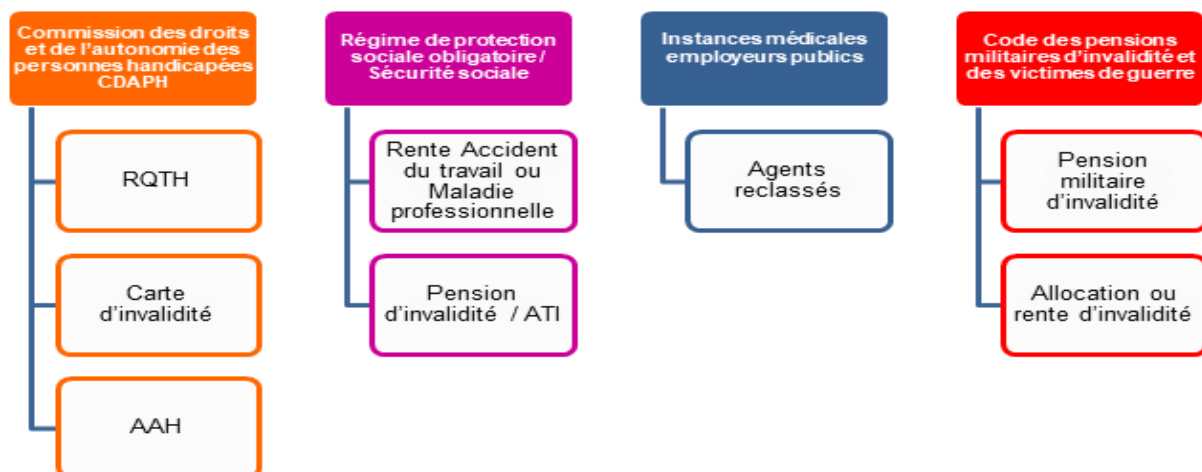 Commission des droits
et de l'autonomie des
personnes handicapées
CDAPH
RQTH
Carte
d'invalidité
AAH
Régime de protection
sociale obligatoire /
Sécurité sociale
Rente Accident
du travail ou
Maladie
professionnelle
Pension
d'invalidité / ATI
Instances médicales
employeurs publics
Agents
reclassés
Code des pensions
militaires d'invalidité et
des victimes de guerre
Pension
militaire
d'invalidité
Allocation ou
rente d'invalidité